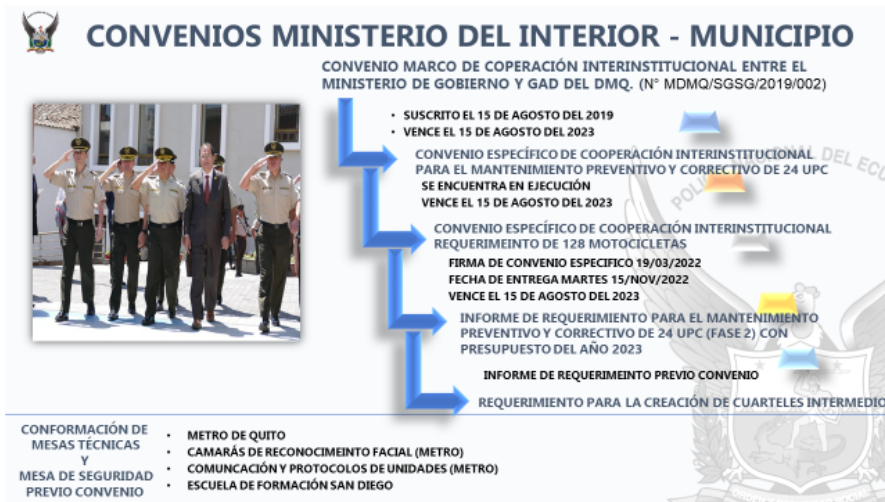 CONVENIOS MINISTERIO DEL INTERIOR - MUNICIPIO
CONVENIO MARCO DE COPERACIÓN INTERINSTITUCIONAL ENTRE EL
MINISTERIO DE GOBIERNO Y GAD DEL DMQ. (N° MDMQ/SGSG/2019/002)
• SUSCRITO EL 15 DE AGOSTO DEL 2019
• VENCE EL 15 DE AGOSTO DEL 2023
CONVENIO ESPECÍFICO DE COOPERACIÓN INTERINSTITUCIONAL
PARA EL MANTENIMIENTO PREVENTIVO Y CORRECTIVO DE 24 UPC
SE ENCUENTRA EN EJECUCIÓN
VENCE EL 15 DE AGOSTO DEL 2023
CONVENIO ESPECÍFICO DE COOPERACIÓN INTERINSTITUCIONAL
REQUERIMEINTO DE 128 MOTOCICLETAS
FIRMA DE CONVENIO ESPECIFICO 19/03/2022
FECHA DE ENTREGA MARTES 15/NOV/2022
VENCE EL 15 DE AGOSTO DEL 2023
INFORME DE REQUERIMIENTO PARA EL MANTENIMIENTO
PREVENTIVO Y CORRECTIVO DE 24 UPC (FASE 2) CON
PRESUPUESTO DEL AÑO 2023
INFORME DE REQUERIMEINTO PREVIO CONVENIO
REQUERIMIENTO PARA LA CREACIÓN DE CUARTELES INTERMEDIO
CONFORMACIÓN DE
MESAS TÉCNICAS
Y
MESA DE SEGURIDAD
PREVIO CONVENIO
• METRO DE QUITO
• CAMARÁS DE RECONOCIMEINTO FACIAL (METRO)
• COMUNCACIÓN Y PROTOCOLOS DE UNIDADES (METRO)
• ESCUELA DE FORMACIÓN SAN DIEGO